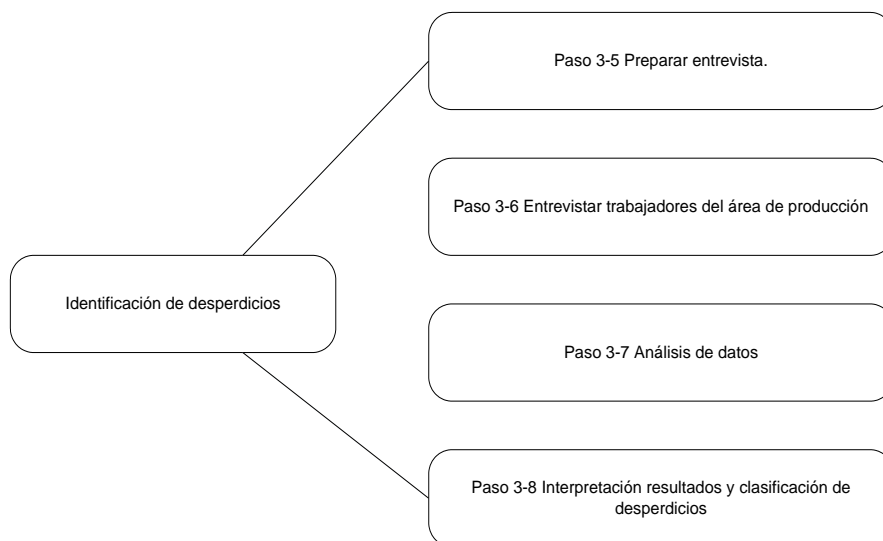 Paso 3-5 Preparar entrevista.
Paso 3-6 Entrevistar trabajadores del área de producción
Identificación de desperdicios
Paso 3-7 Análisis de datos
Paso 3-8 Interpretación resultados y clasificación de
desperdicios